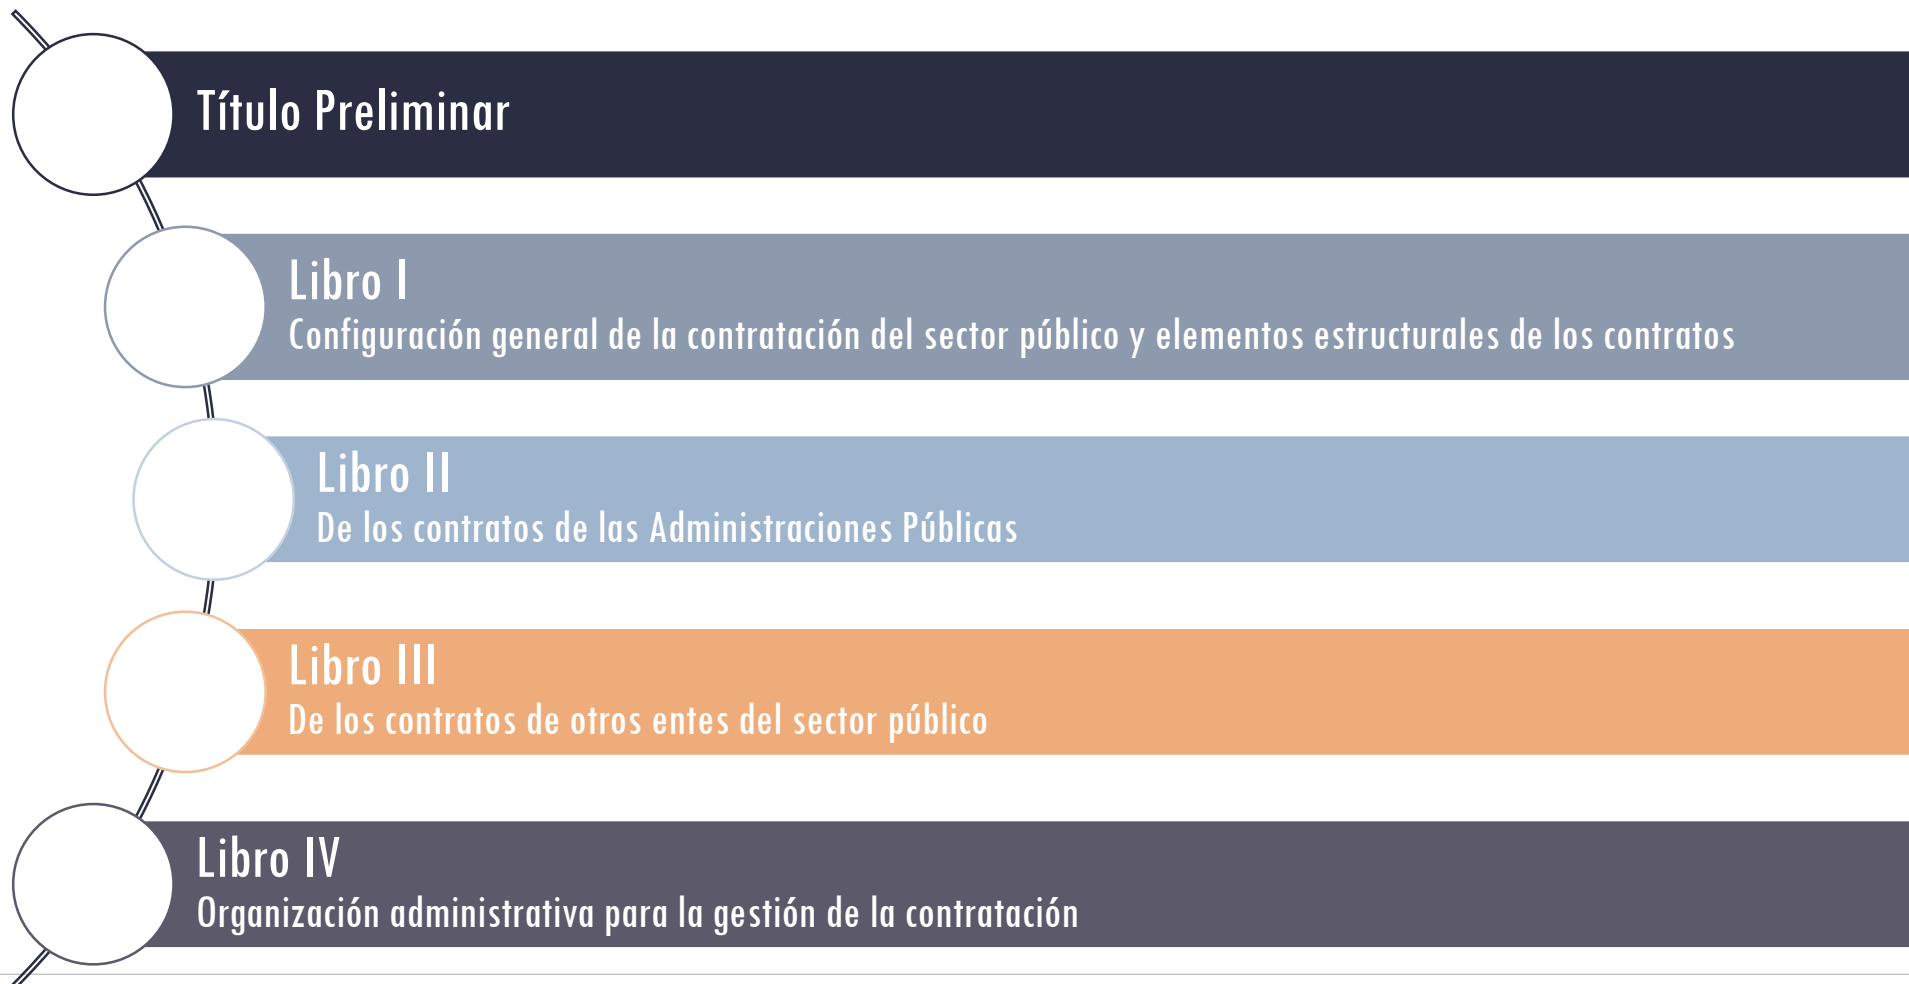 Título Preliminar
Libro I
Configuración general de la contratación del sector público y elementos estructurales de los contratos
Libro II
De los contratos de las Administraciones Públicas
Libro III
De los contratos de otros entes del sector público
Libro IV
Organización administrativa para la gestión de la contratación